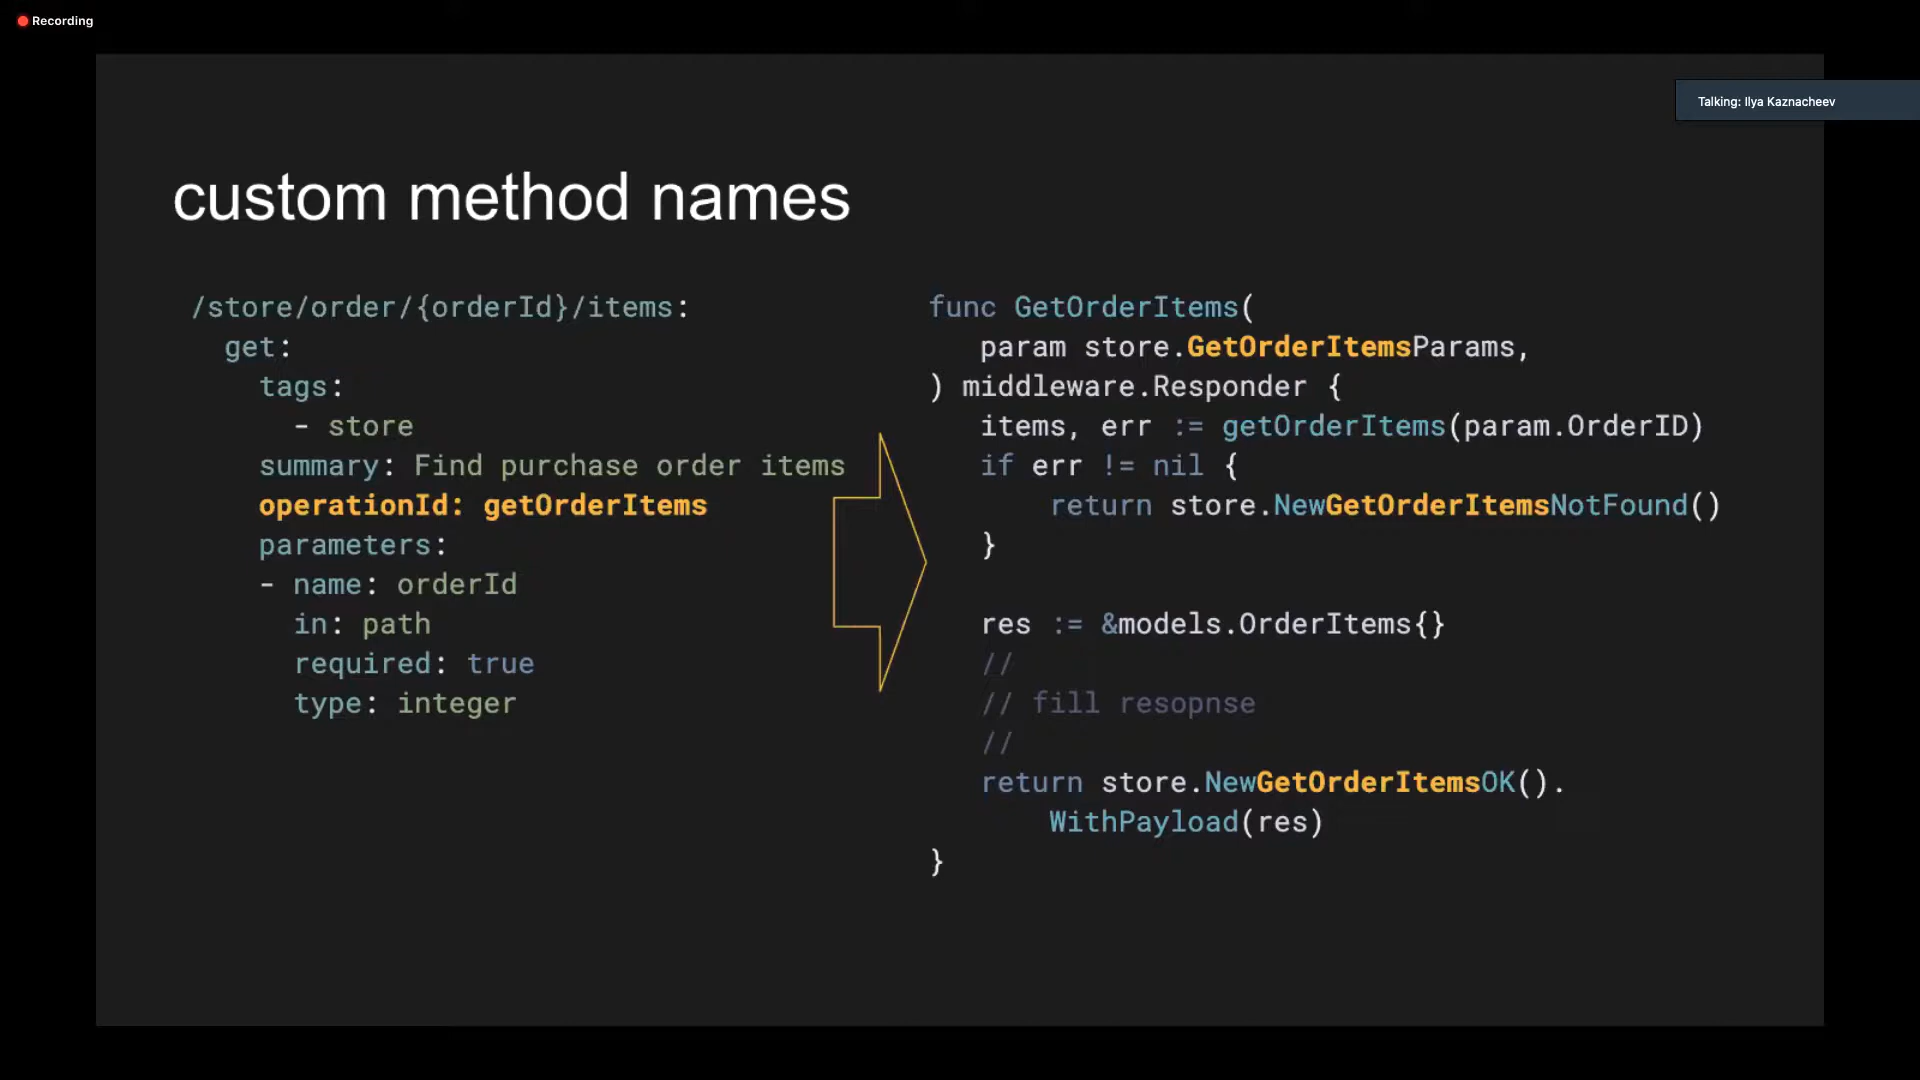 Recording
Talking: Ilya Kaznacheev
custom method names
/store/order/{orderId}/items:
get:
tags:
- store
summary: Find purchase order items
operationId: getOrderItems
parameters:
- name: orderId
in: path
required: true
type: integer
func GetOrderItems(
param store.GetOrderItemsParams,
) middleware.Responder {
items, err := getOrderItems(param.OrderID)
if err != nil {
return store.NewGetOrderItemsNotFound()
}
res := &models.OrderItems{}
//
// fill resopnse
//
return store.NewGetOrderItemsOK().
WithPayload(res)
}